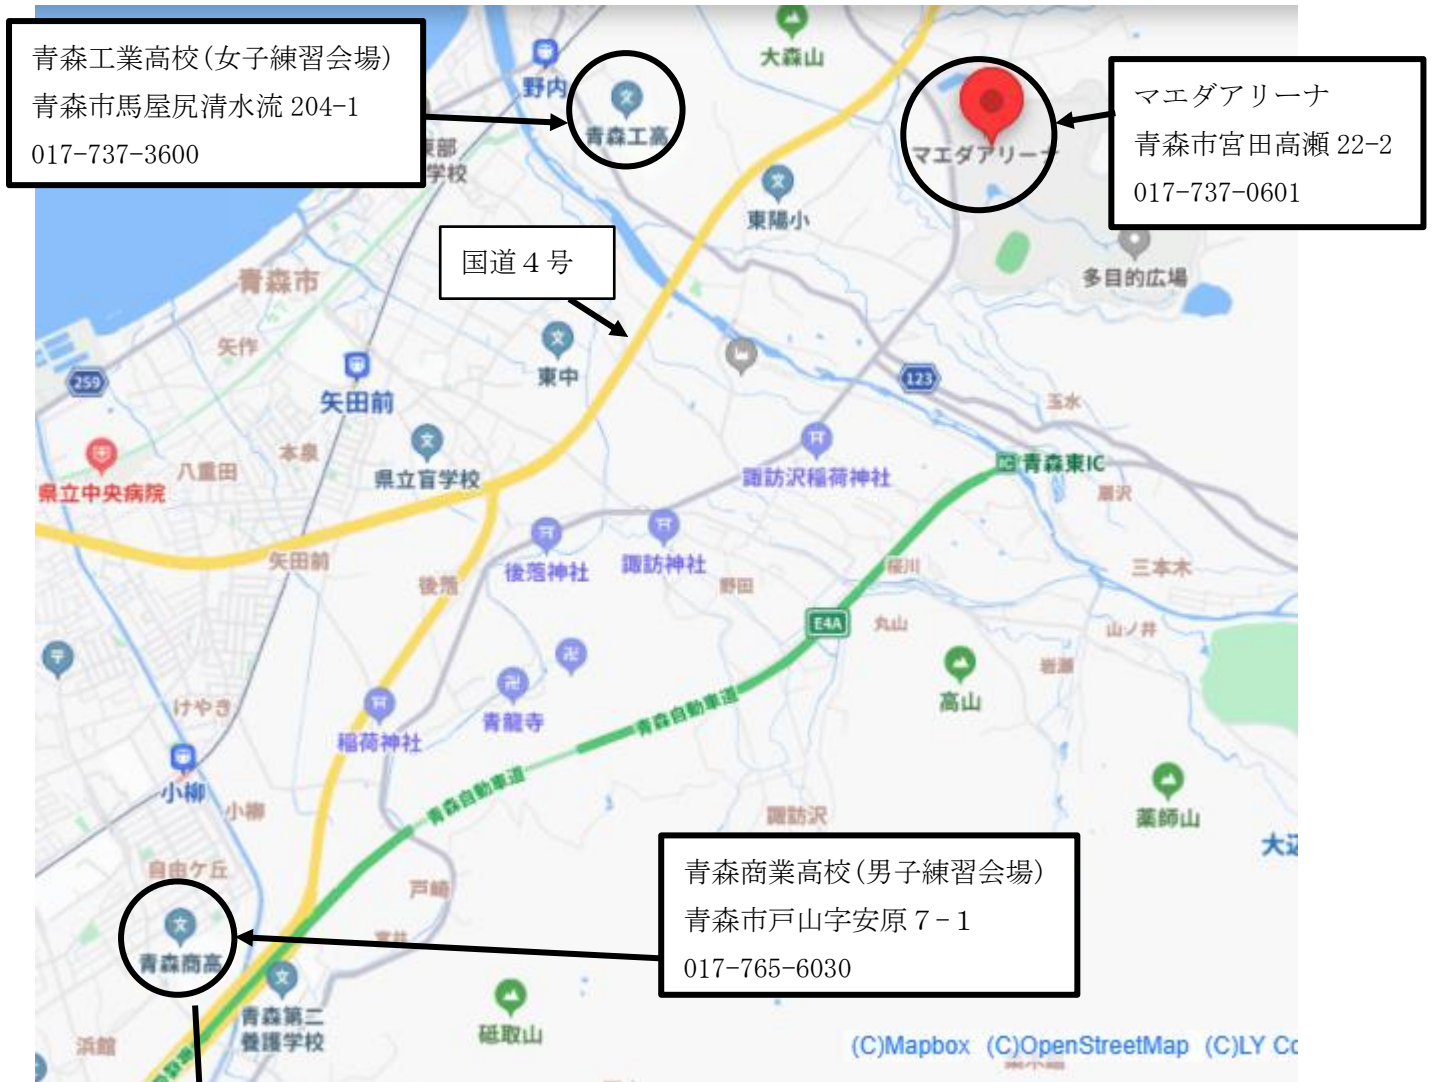 青森工業高校(女子練習会場)
青森市馬屋尻清水流 204-1
017-737-3600
マエダアリーナ
青森市宮田高瀬 22-2
017-737-0601
国道４号
青森商業高校(男子練習会場)
青森市戸山字安原７-１
017-765-6030
大森山
野内
青森工高
マエダアリーナ
学校
東陽小
多目的広場
青森市
矢作
東中
259
123
矢田前
玉水
本泉
八重田
県立盲学校
諏訪沢稲荷神社
青森東IC
県立中央病院
矢田前
後萢
後萢神社
諏訪神社
野田
桜川
三本木
E4A
丸山
山ノ井
岩瀬
高山
けやき
稲荷神社
青龍寺
青森自動車道
青森自動車道
小柳
小柳
諏訪沢
薬師山
自由ケ丘
戸崎
青森商高
青森第二
養護学校
砥取山
浜館
(C)Mapbox (C)OpenStreetMap (C)LY Co